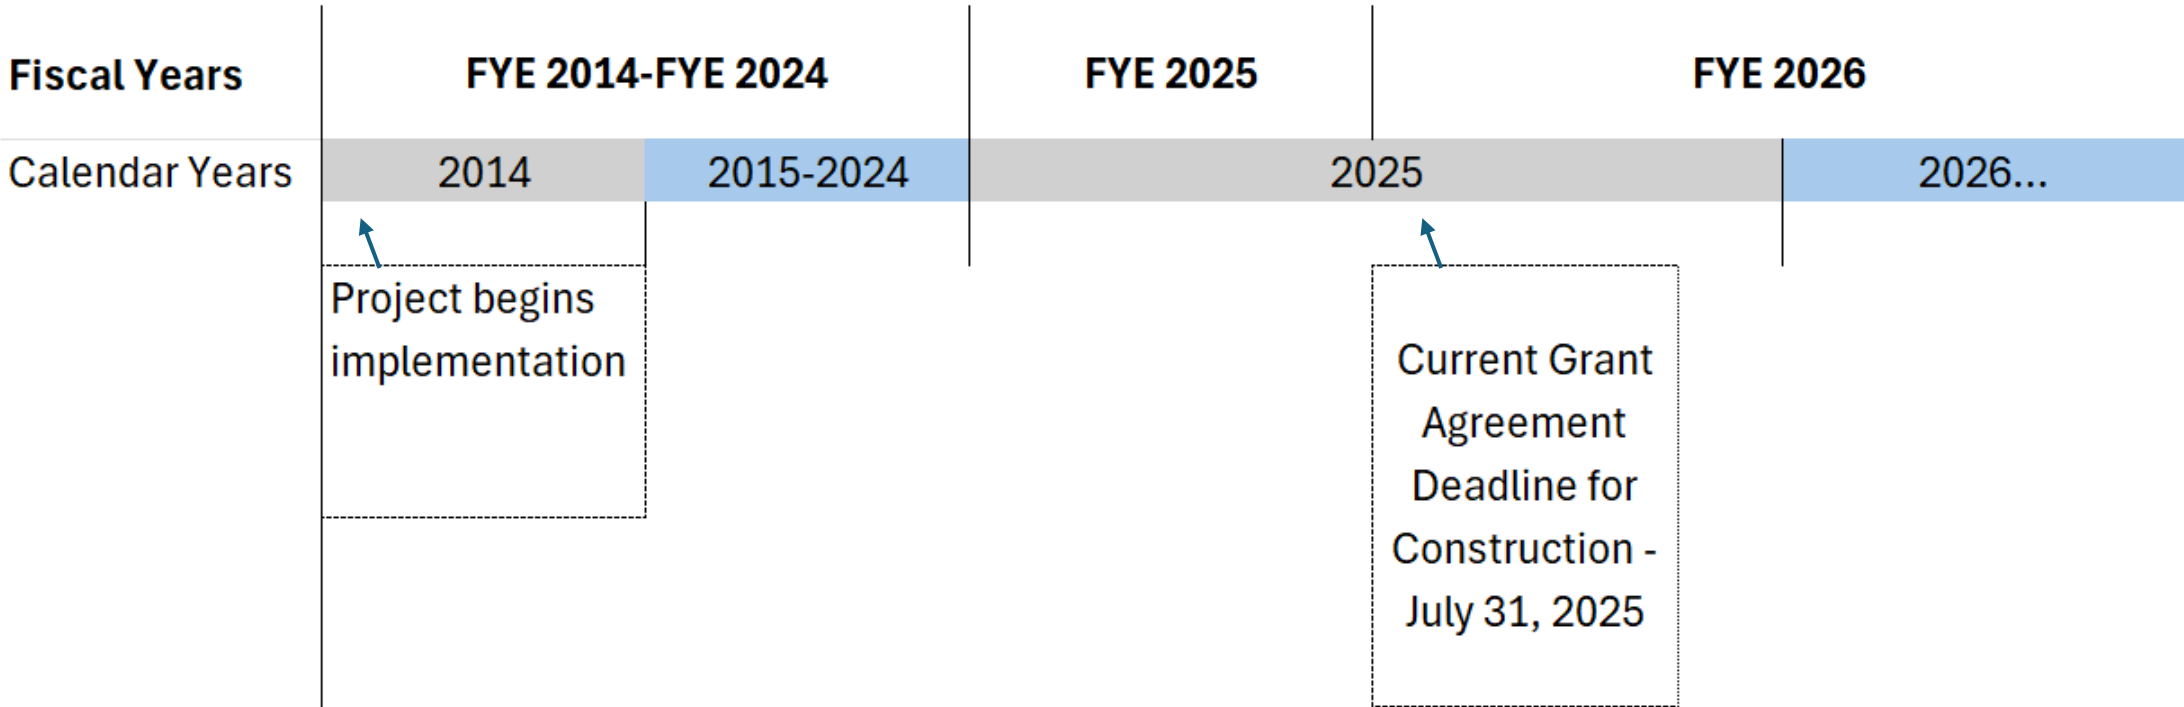 Fiscal Years
FYE 2014-FYE 2024
FYE 2025
FYE 2026
Calendar Years
2014
2015-2024
2025
2026...
Project begins
implementation
Current Grant
Agreement
Deadline for
Construction -
July 31, 2025